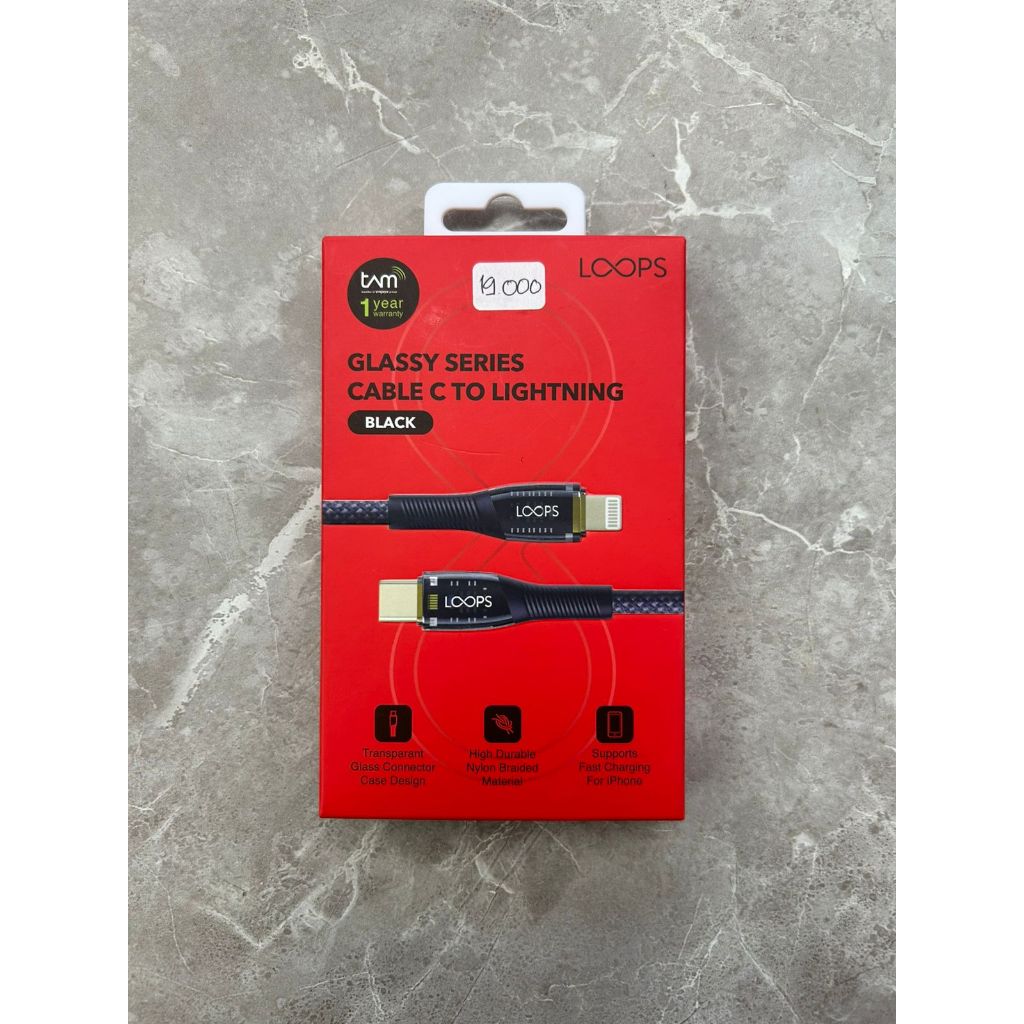 tam
1 year
warranty
19.000
LOOPS
GLASSY SERIES
CABLE C TO LIGHTNING
BLACK
LOOPS
LOOPS
Transparant
Glass Connector
Case Design
High Durable
Nylon Braided
Material
Supports
Fast Charging
For iPhone